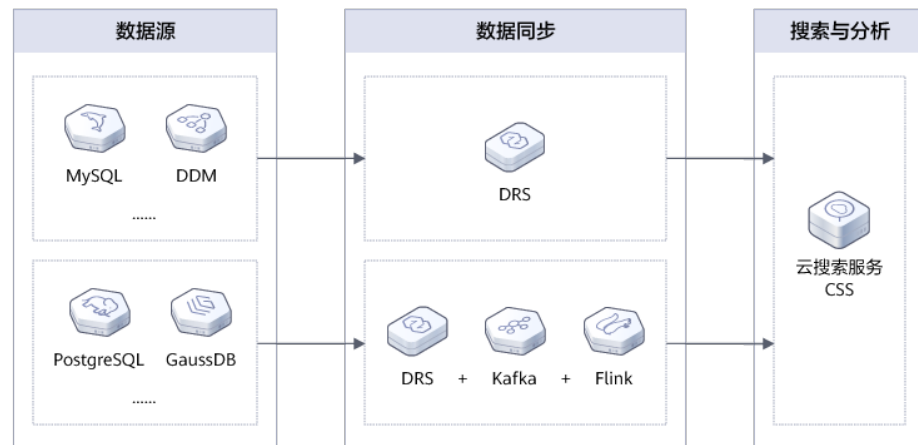 数据源
数据同步
搜索与分析
MySQL
DDM
......
DRS
PostgreSQL
GaussDB
......
DRS + Kafka + Flink
云搜索服务
CSS